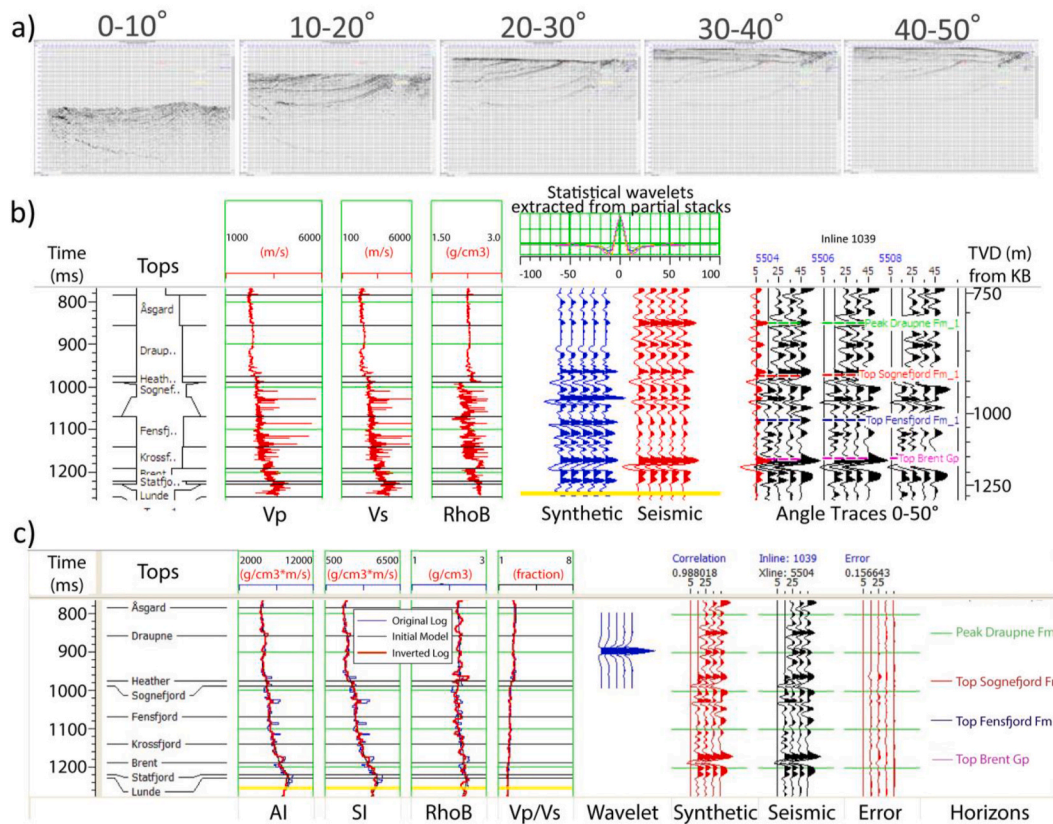 a)
0-10°
10-20°
20-30°
30-40°
40-50°
b)
Statistical wavelets
extracted from partial stacks
Time
(ms)
Tops
1000 6000
(m/s)
100 6000
(m/s)
1.50 3.0
(g/cm3)
-100 -50 0 50 100
Inline 1039
5504 5506 5508
5 25 45 5 25 45 5 25 45
TVD (m)
from KB
800
900
1000
1100
1200
Åsgard
Draup..
Heath..
Sognef..
Fensfj..
Krossf..
Brent
Statfjo..
Lunde
Peak Draupne Fm_1
Top Sognefjord Fm_1
Top Fensfjord Fm_1
Top Brent Gp
750
1000
1250
Vp
Vs
RhoB
Synthetic
Seismic
Angle Traces 0-50°
c)
Time
(ms)
Tops
2000 12000
(g/cm3*m/s)
500 6500
(g/cm3*m/s)
1 3
(g/cm3)
1 8
(fraction)
Correlation
0.988018
5 25
Inline: 1039
Xline: 5504
5 25
Error
0.156643
5 25
800
900
1000
1100
1200
Åsgard
Draupne
Heather
Sognefjord
Fensfjord
Krossfjord
Brent
Statfjord
Lunde
Original Log
Initial Model
Inverted Log
Peak Draupne Fm
Top Sognefjord Fm
Top Fensfjord Fm
Top Brent Gp
AI
SI
RhoB
Vp/Vs
Wavelet
Synthetic
Seismic
Error
Horizons